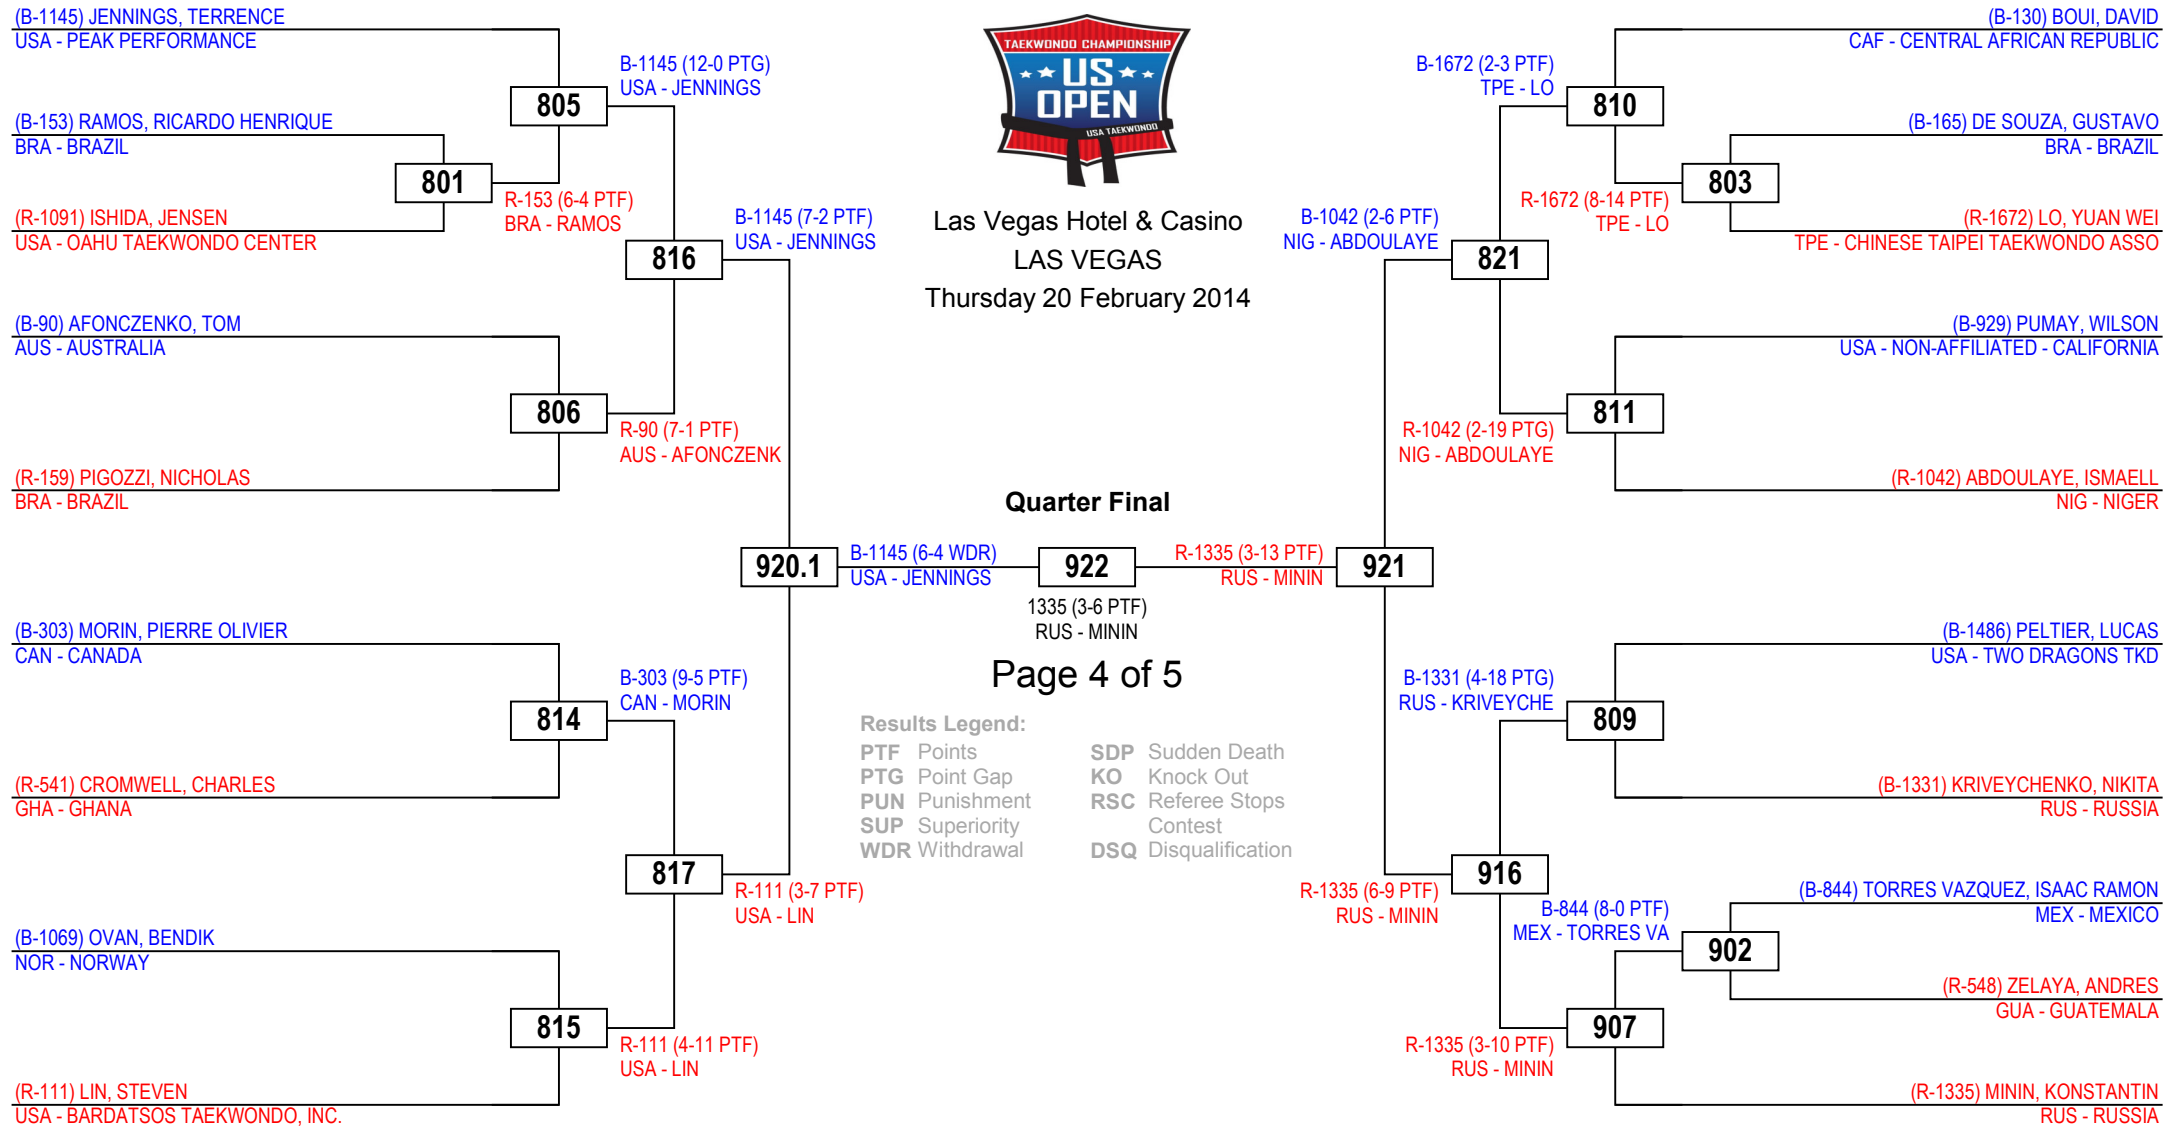 (B-1145) JENNINGS, TERRENCE
USA - PEAK PERFORMANCE
B-1145 (12-0 PTG)
USA - JENNINGS
805
(B-153) RAMOS, RICARDO HENRIQUE
BRA - BRAZIL
801
R-153 (6-4 PTF)
BRA - RAMOS
(R-1091) ISHIDA, JENSEN
USA - OAHU TAEKWONDO CENTER
B-1145 (7-2 PTF)
USA - JENNINGS
816
(B-90) AFONCZENKO, TOM
AUS - AUSTRALIA
806
R-90 (7-1 PTF)
AUS - AFONCZENK
(R-159) PIGOZZI, NICHOLAS
BRA - BRAZIL
920.1
B-1145 (6-4 WDR)
USA - JENNINGS
(B-303) MORIN, PIERRE OLIVIER
CAN - CANADA
B-303 (9-5 PTF)
CAN - MORIN
814
(R-541) CROMWELL, CHARLES
GHA - GHANA
817
R-111 (3-7 PTF)
USA - LIN
(B-1069) OVAN, BENDIK
NOR - NORWAY
815
R-111 (4-11 PTF)
USA - LIN
(R-111) LIN, STEVEN
USA - BARDATSOS TAEKWONDO, INC.
TAEKWONDO CHAMPIONSHIP
US
OPEN
USA TAEKWONDO
Las Vegas Hotel & Casino
LAS VEGAS
Thursday 20 February 2014
Quarter Final
922
1335 (3-6 PTF)
RUS - MININ
Page 4 of 5
Results Legend:
PTF Points
PTG Point Gap
PUN Punishment
SUP Superiority
WDR Withdrawal
SDP Sudden Death
KO Knock Out
RSC Referee Stops
Contest
DSQ Disqualification
(B-130) BOUI, DAVID
CAF - CENTRAL AFRICAN REPUBLIC
B-1672 (2-3 PTF)
TPE - LO
810
(B-165) DE SOUZA, GUSTAVO
BRA - BRAZIL
803
R-1672 (8-14 PTF)
TPE - LO
(R-1672) LO, YUAN WEI
TPE - CHINESE TAIPEI TAEKWONDO ASSO
B-1042 (2-6 PTF)
NIG - ABDOULAYE
821
(B-929) PUMAY, WILSON
USA - NON-AFFILIATED - CALIFORNIA
811
R-1042 (2-19 PTG)
NIG - ABDOULAYE
(R-1042) ABDOULAYE, ISMAELL
NIG - NIGER
R-1335 (3-13 PTF)
RUS - MININ
921
(B-1486) PELTIER, LUCAS
USA - TWO DRAGONS TKD
B-1331 (4-18 PTG)
RUS - KRIVEYCHE
809
(B-1331) KRIVEYCHENKO, NIKITA
RUS - RUSSIA
916
R-1335 (6-9 PTF)
RUS - MININ
(B-844) TORRES VAZQUEZ, ISAAC RAMON
MEX - MEXICO
B-844 (8-0 PTF)
MEX - TORRES VA
902
(R-548) ZELAYA, ANDRES
GUA - GUATEMALA
907
R-1335 (3-10 PTF)
RUS - MININ
(R-1335) MININ, KONSTANTIN
RUS - RUSSIA